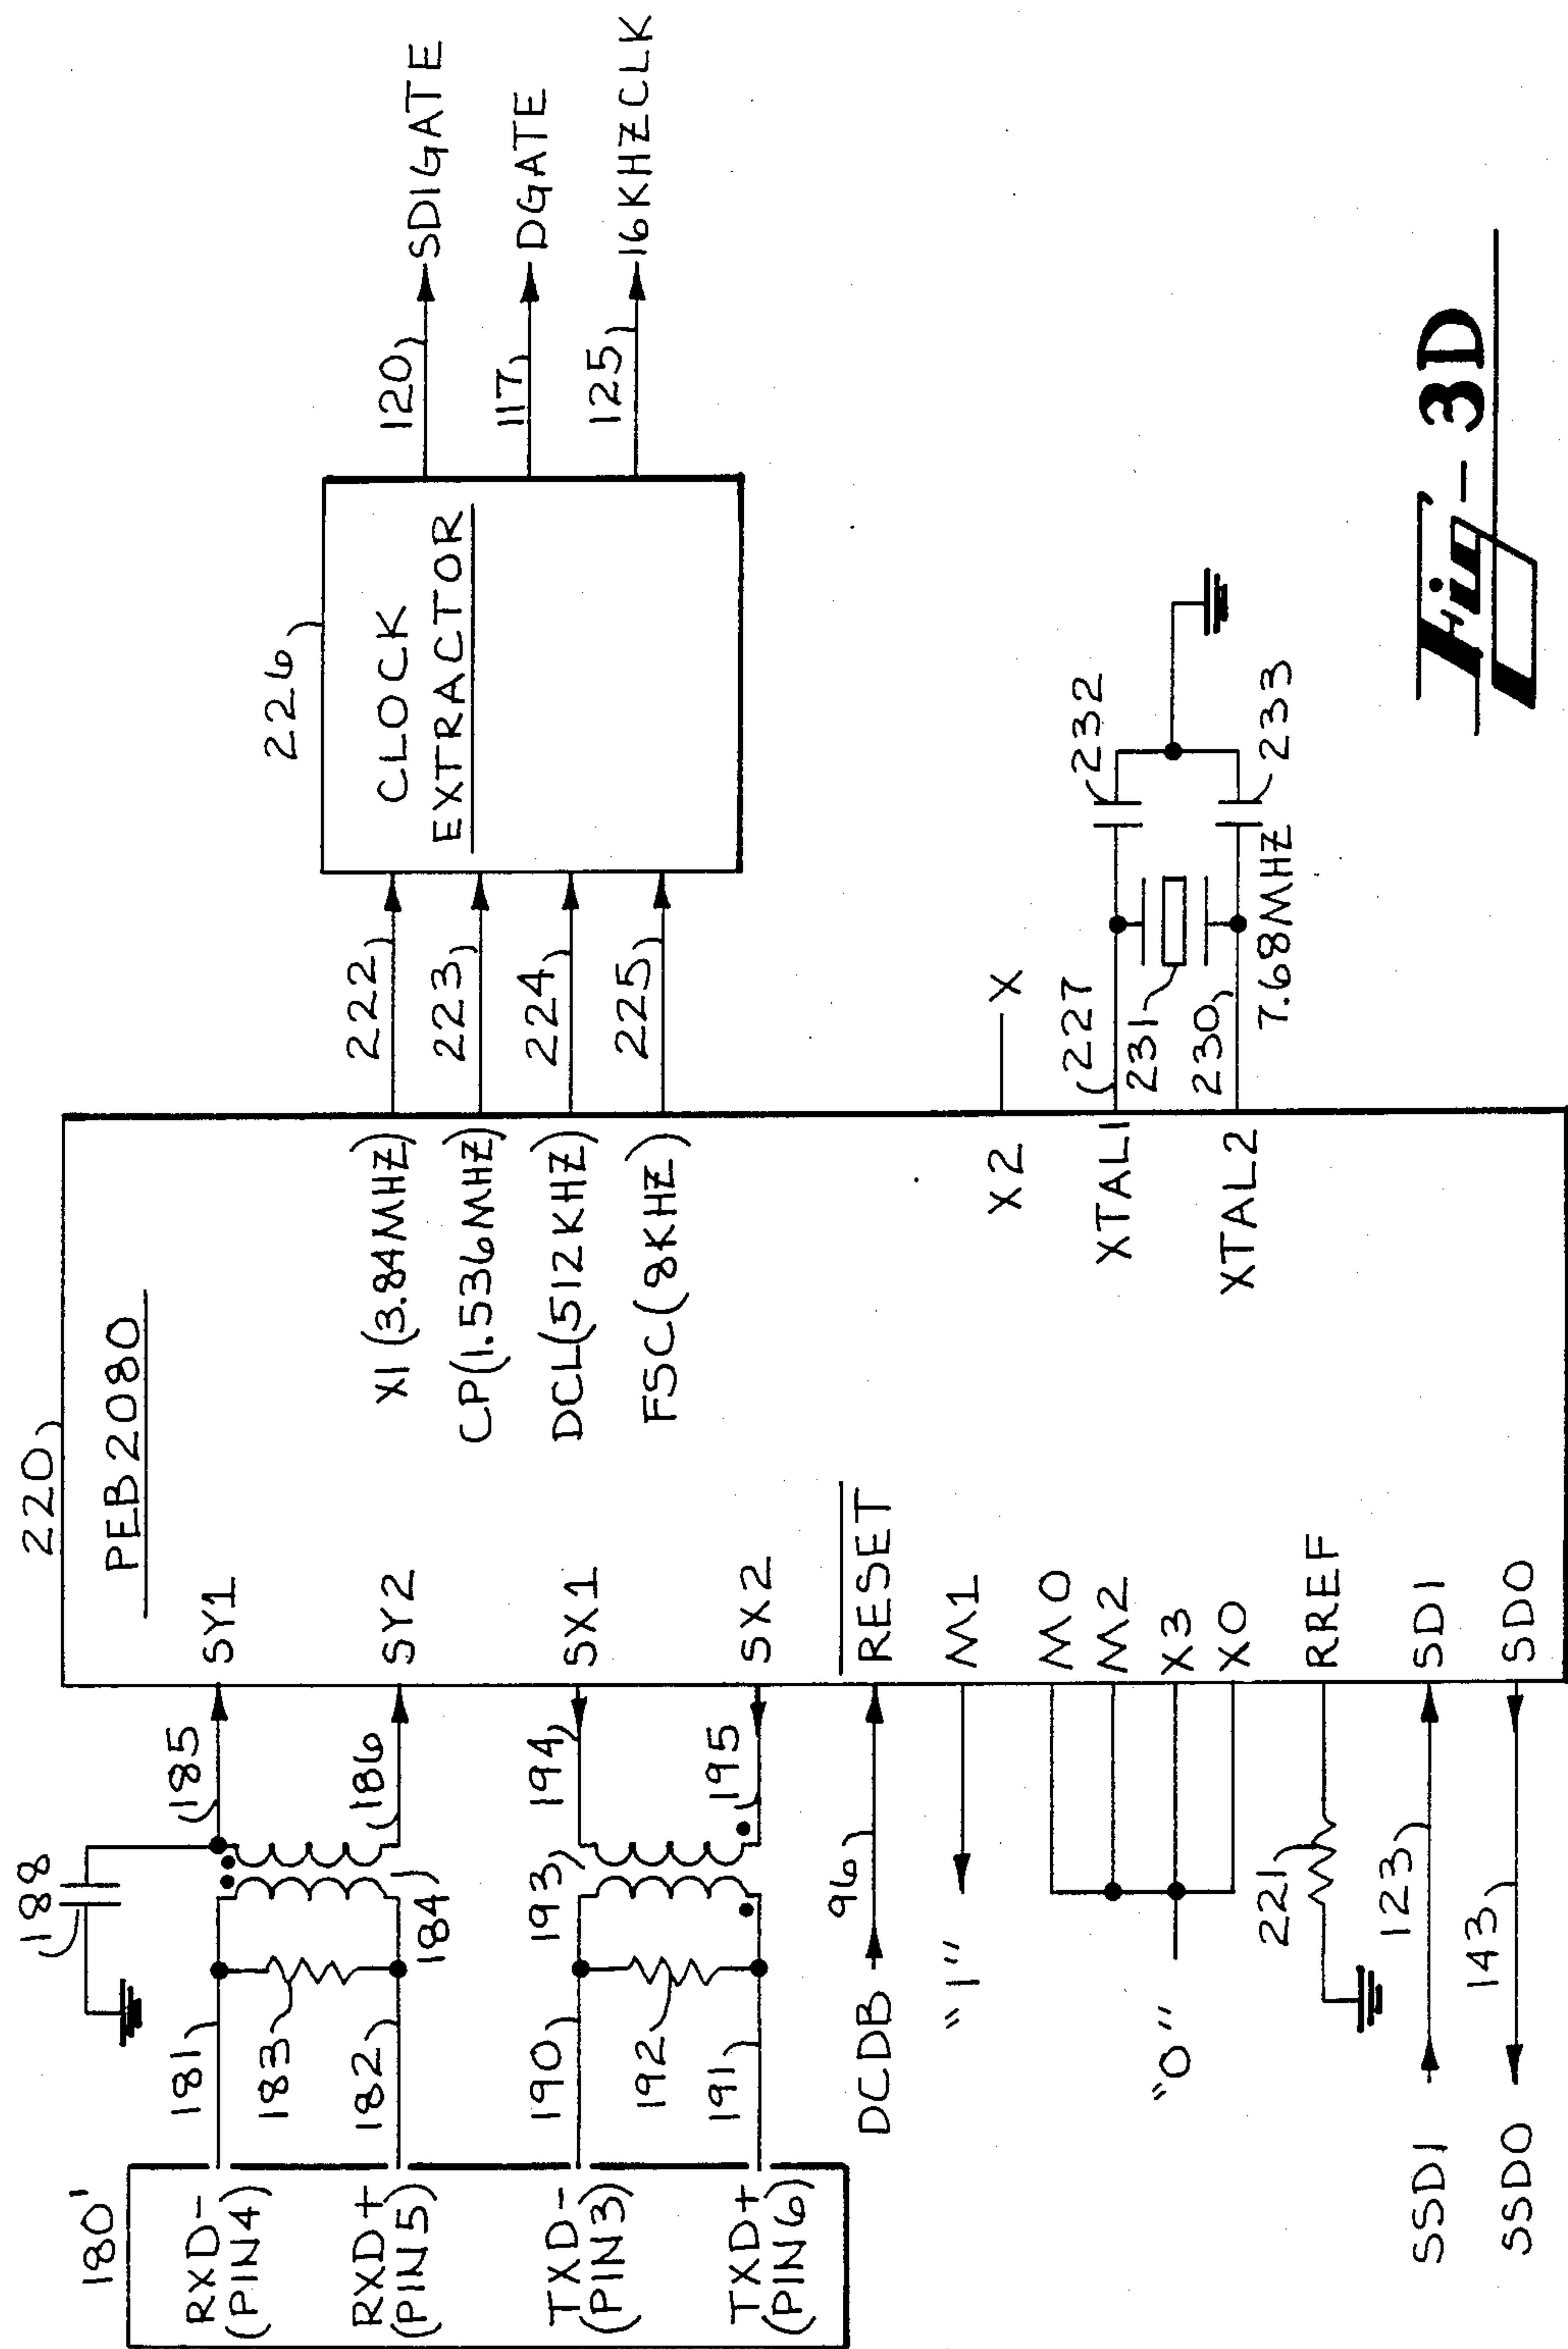 180'
RXD-
(PIN4)
RXD+
(PIN5)
TXD-
(PIN3)
TXD+
(PIN6)
181
183
182
190
192
191
188
184
193
185
186
194
195
DCDB
96
"1"
"0"
221
SSDI
123
SSDO
143
220
PEB2080
SY1
SY2
SX1
SX2
RESET
M1
M0
M2
X3
X0
RREF
SDI
SDO
X1(3.84MHZ)
CP(1.536MHZ)
DCL(512KHZ)
FSC(8KHZ)
X2
XTAL1
XTAL2
222
223
224
225
X
227
231
230
7.68MHZ
232
233
226
CLOCK
EXTRACTOR
120
SDIGATE
117
DGATE
125
16KHZCLK
Fig-3D